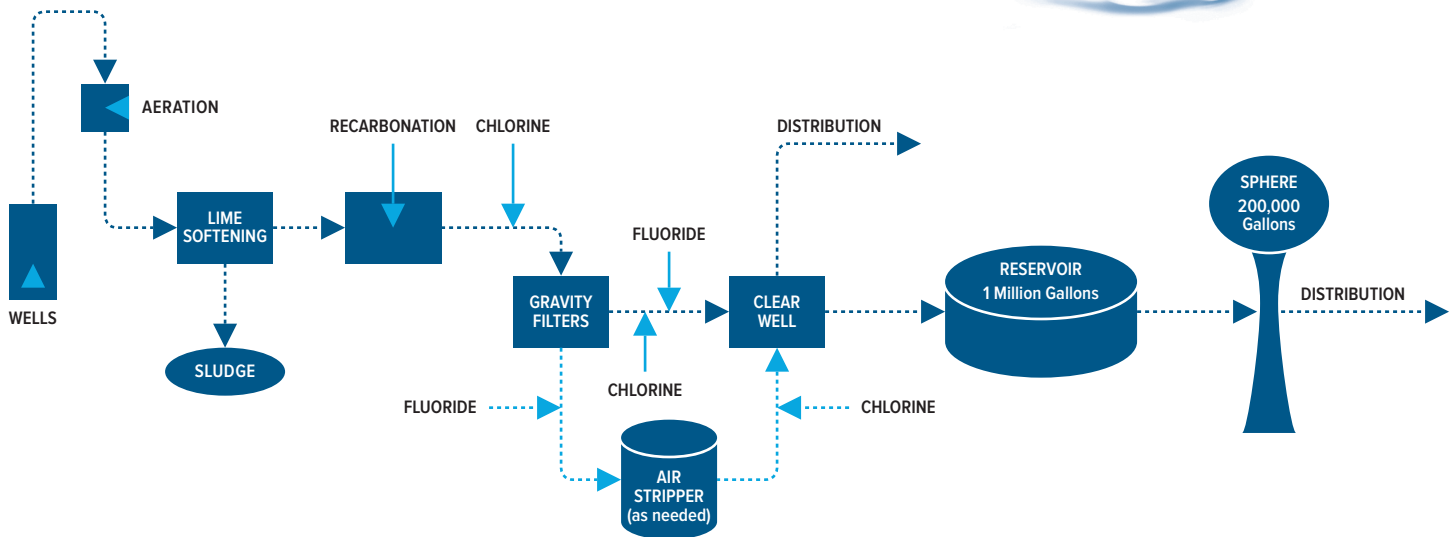 AERATION
WELLS
LIME
SOFTENING
SLUDGE
RECARBONATION
CHLORINE
GRAVITY
FILTERS
FLUORIDE
CHLORINE
FLUORIDE
AIR
STRIPPER
(as needed)
CHLORINE
CLEAR
WELL
DISTRIBUTION
RESERVOIR
1 Million Gallons
SPHERE
200,000
Gallons
DISTRIBUTION